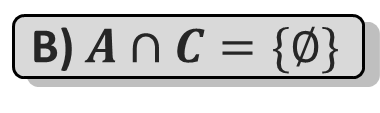 B) A ∩ C = {∅}